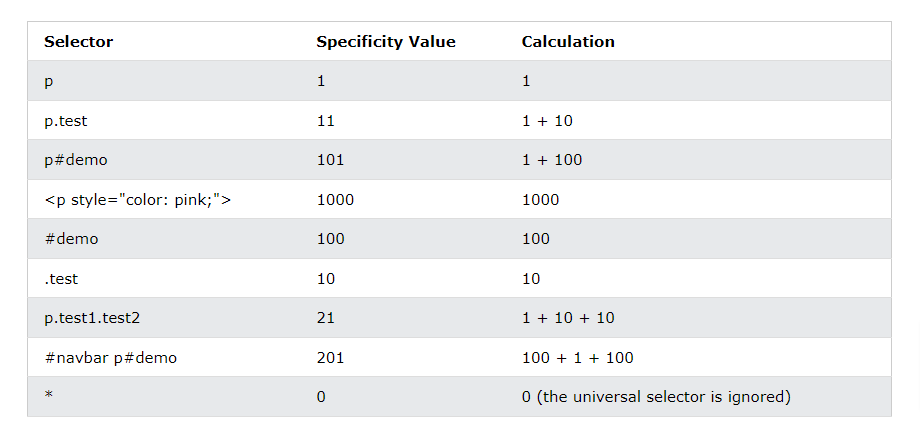 Selector Specificity Value Calculation
p 1 1
p.test 11 1 + 10
p#demo 101 1 + 100
<p style="color: pink;"> 1000 1000
#demo 100 100
.test 10 10
p.test1.test2 21 1 + 10 + 10
#navbar p#demo 201 100 + 1 + 100
* 0 0 (the universal selector is ignored)